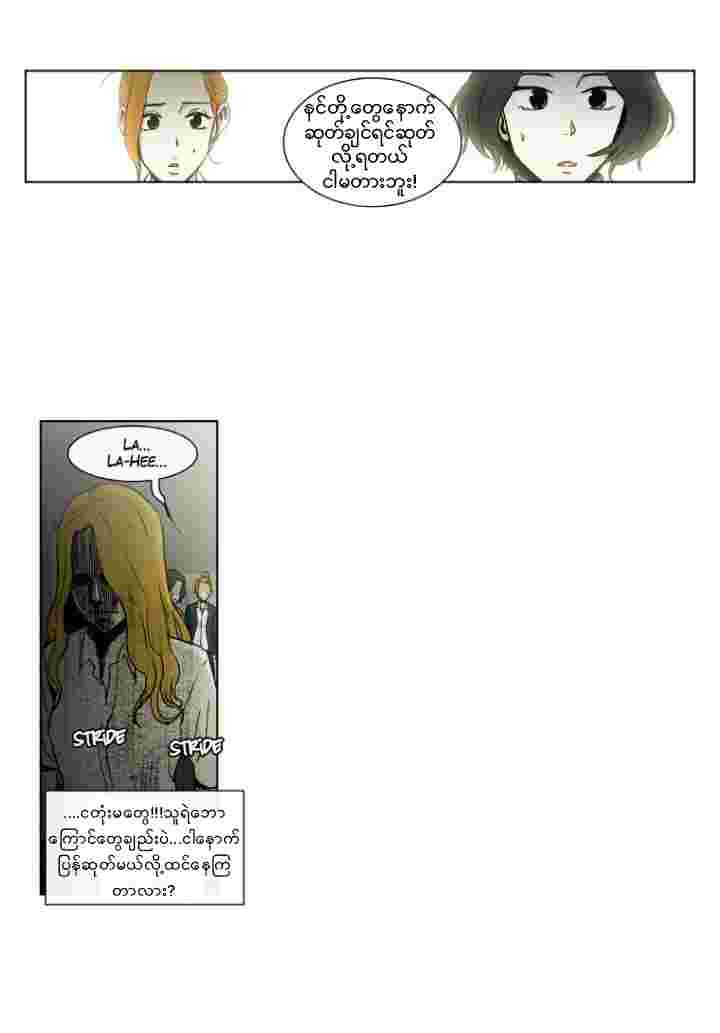 နင်တို့တွေနောက်
ဆုတ်ချင်ရင်ဆုတ်
လို့ရတယ်
ငါမတားဘူး!
LA...
LA-HEE...
STRIDE
STRIDE
....ငတုံးမတွေ!!!သူရဲဘော
ကြောင်တွေချည်းပဲ...ငါနောက်
ပြန်ဆုတ်မယ်လို့ထင်နေကြ
တာလား?